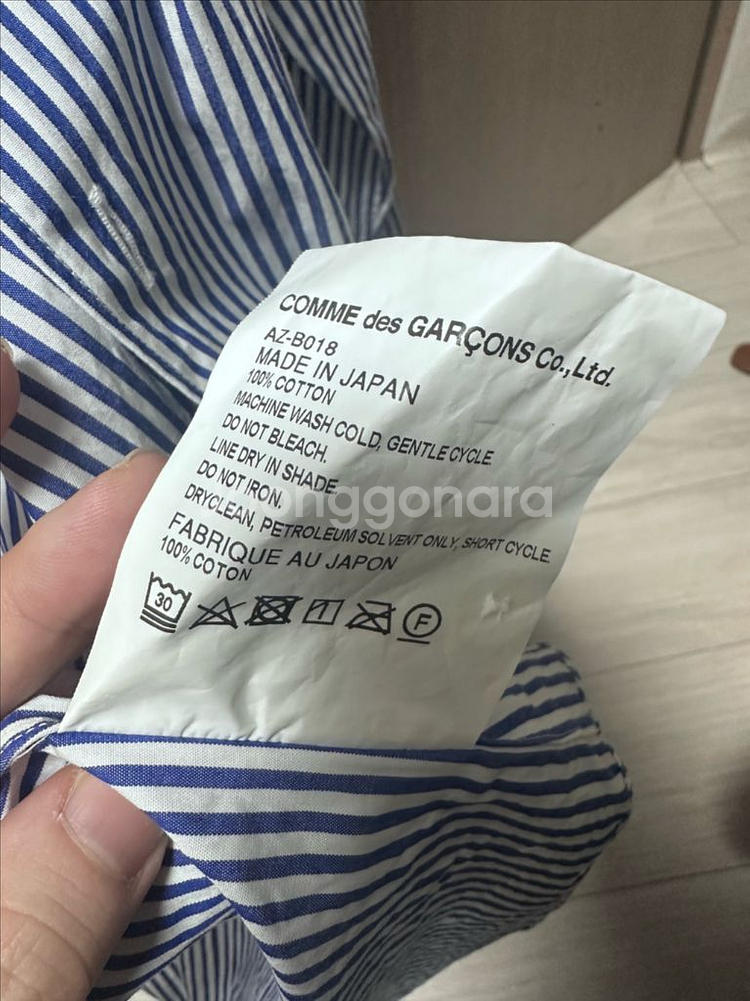 COMME des GARÇONS Co., Ltd.
AZ-B018
MADE IN JAPAN
100% COTTON
MACHINE WASH COLD, GENTLE CYCLE.
DO NOT BLEACH.
LINE DRY IN SHADE.
DO NOT IRON.
DRYCLEAN, PETROLEUM SOLVENT ONLY, SHORT CYCLE.
FABRIQUE AU JAPON
100% COTON
30 F